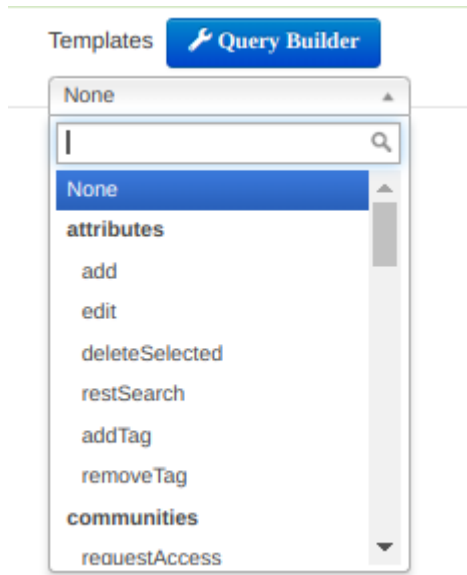 Templates Query Builder
None
None
attributes
add
edit
deleteSelected
restSearch
addTag
removeTag
communities
requestAccess